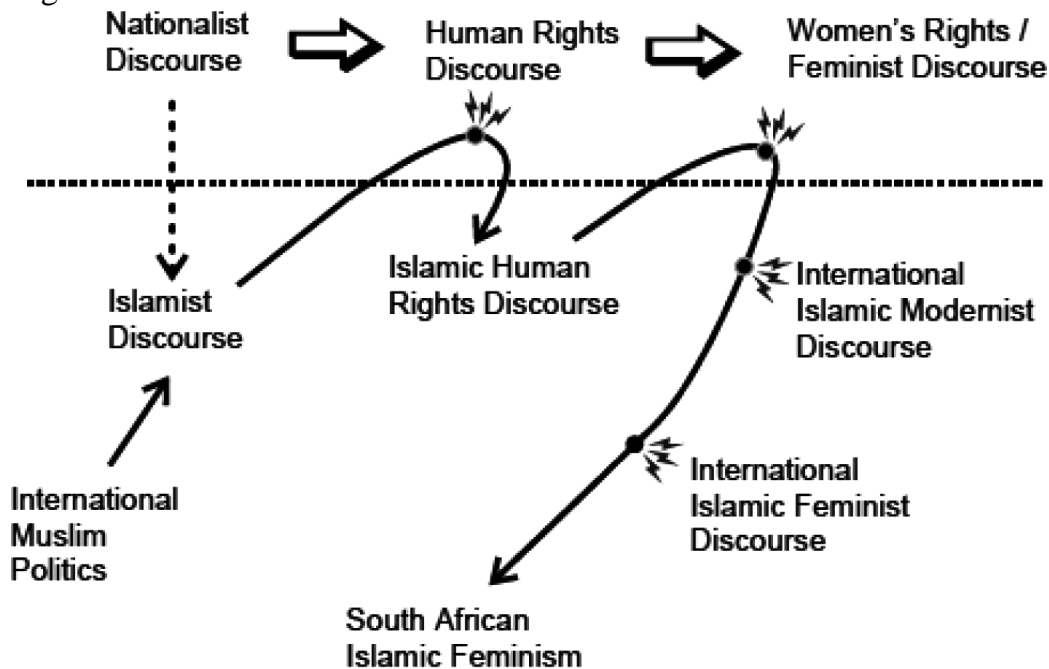 Nationalist
Discourse
Human Rights
Discourse
Women's Rights /
Feminist Discourse
Islamist
Discourse
Islamic Human
Rights Discourse
International
Islamic Modernist
Discourse
International
Muslim
Politics
International
Islamic Feminist
Discourse
South African
Islamic Feminism